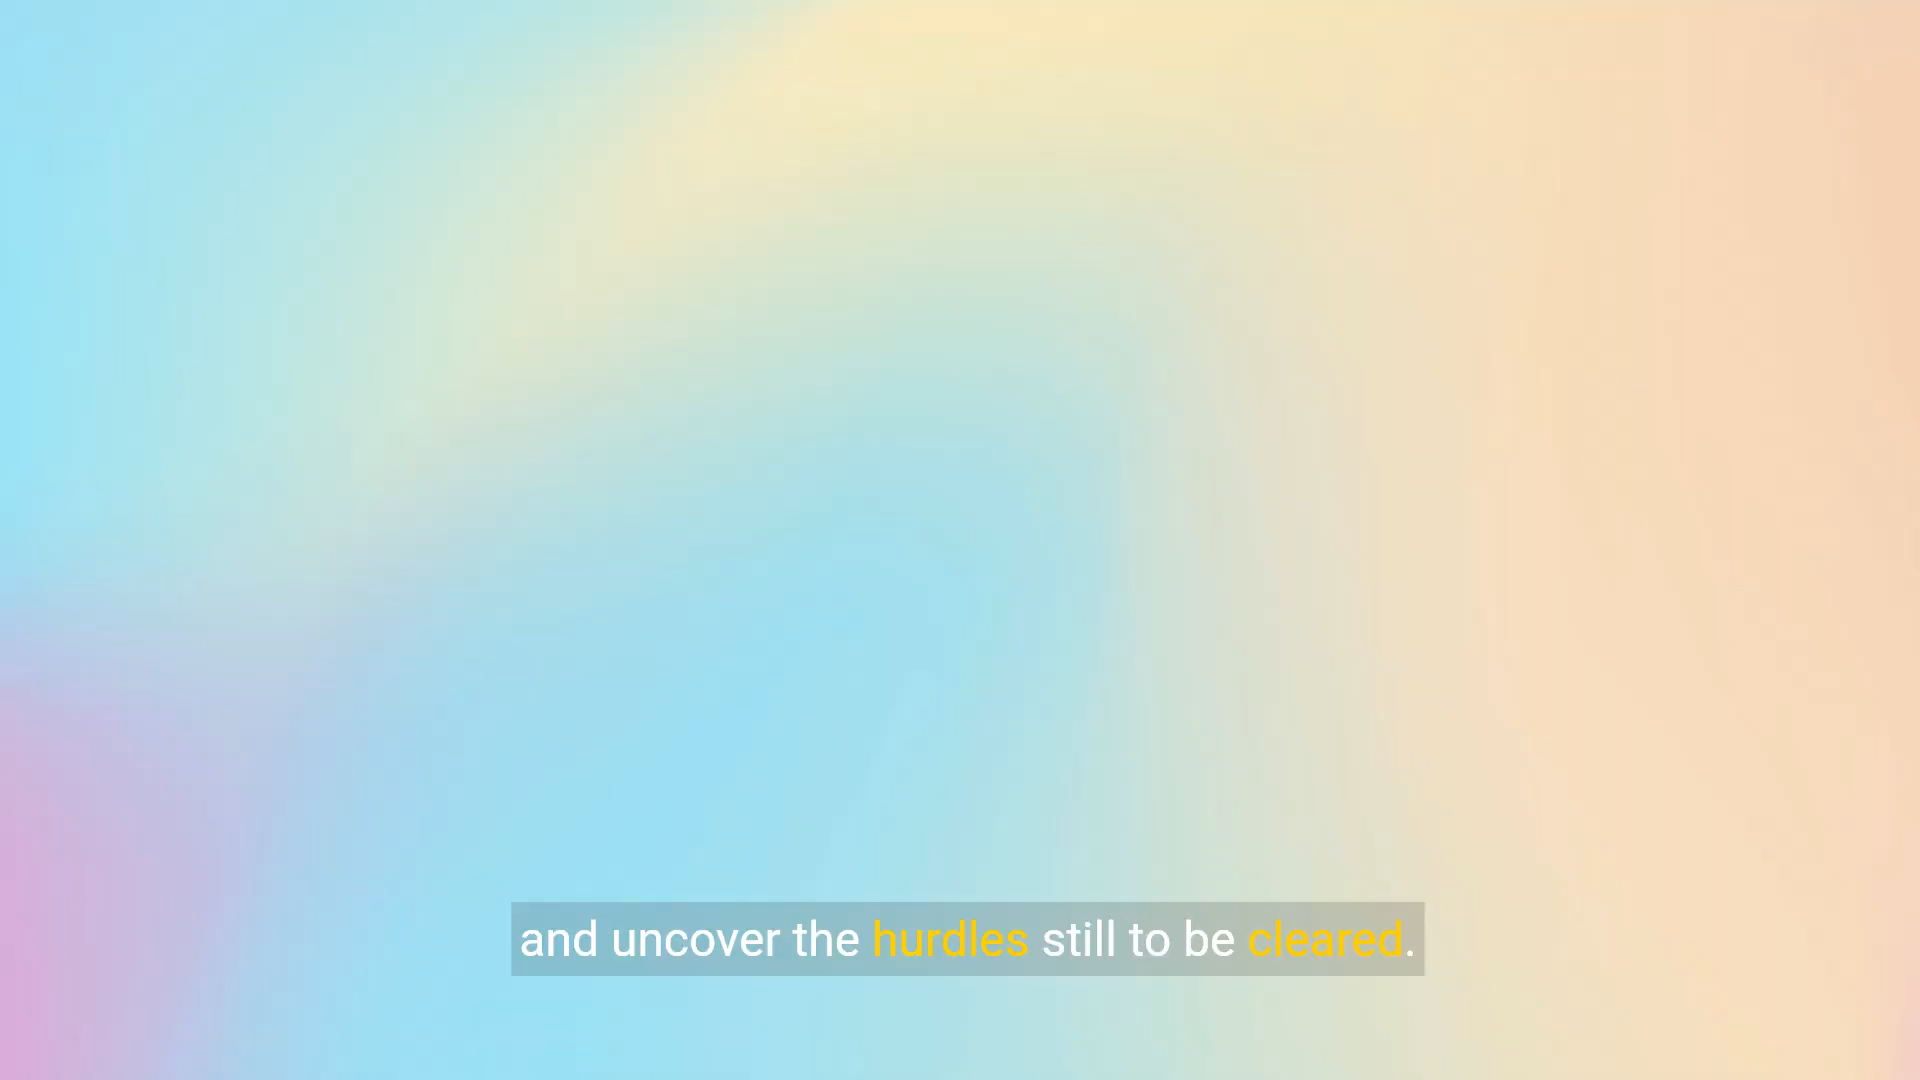 and uncover the hurdles still to be cleared.